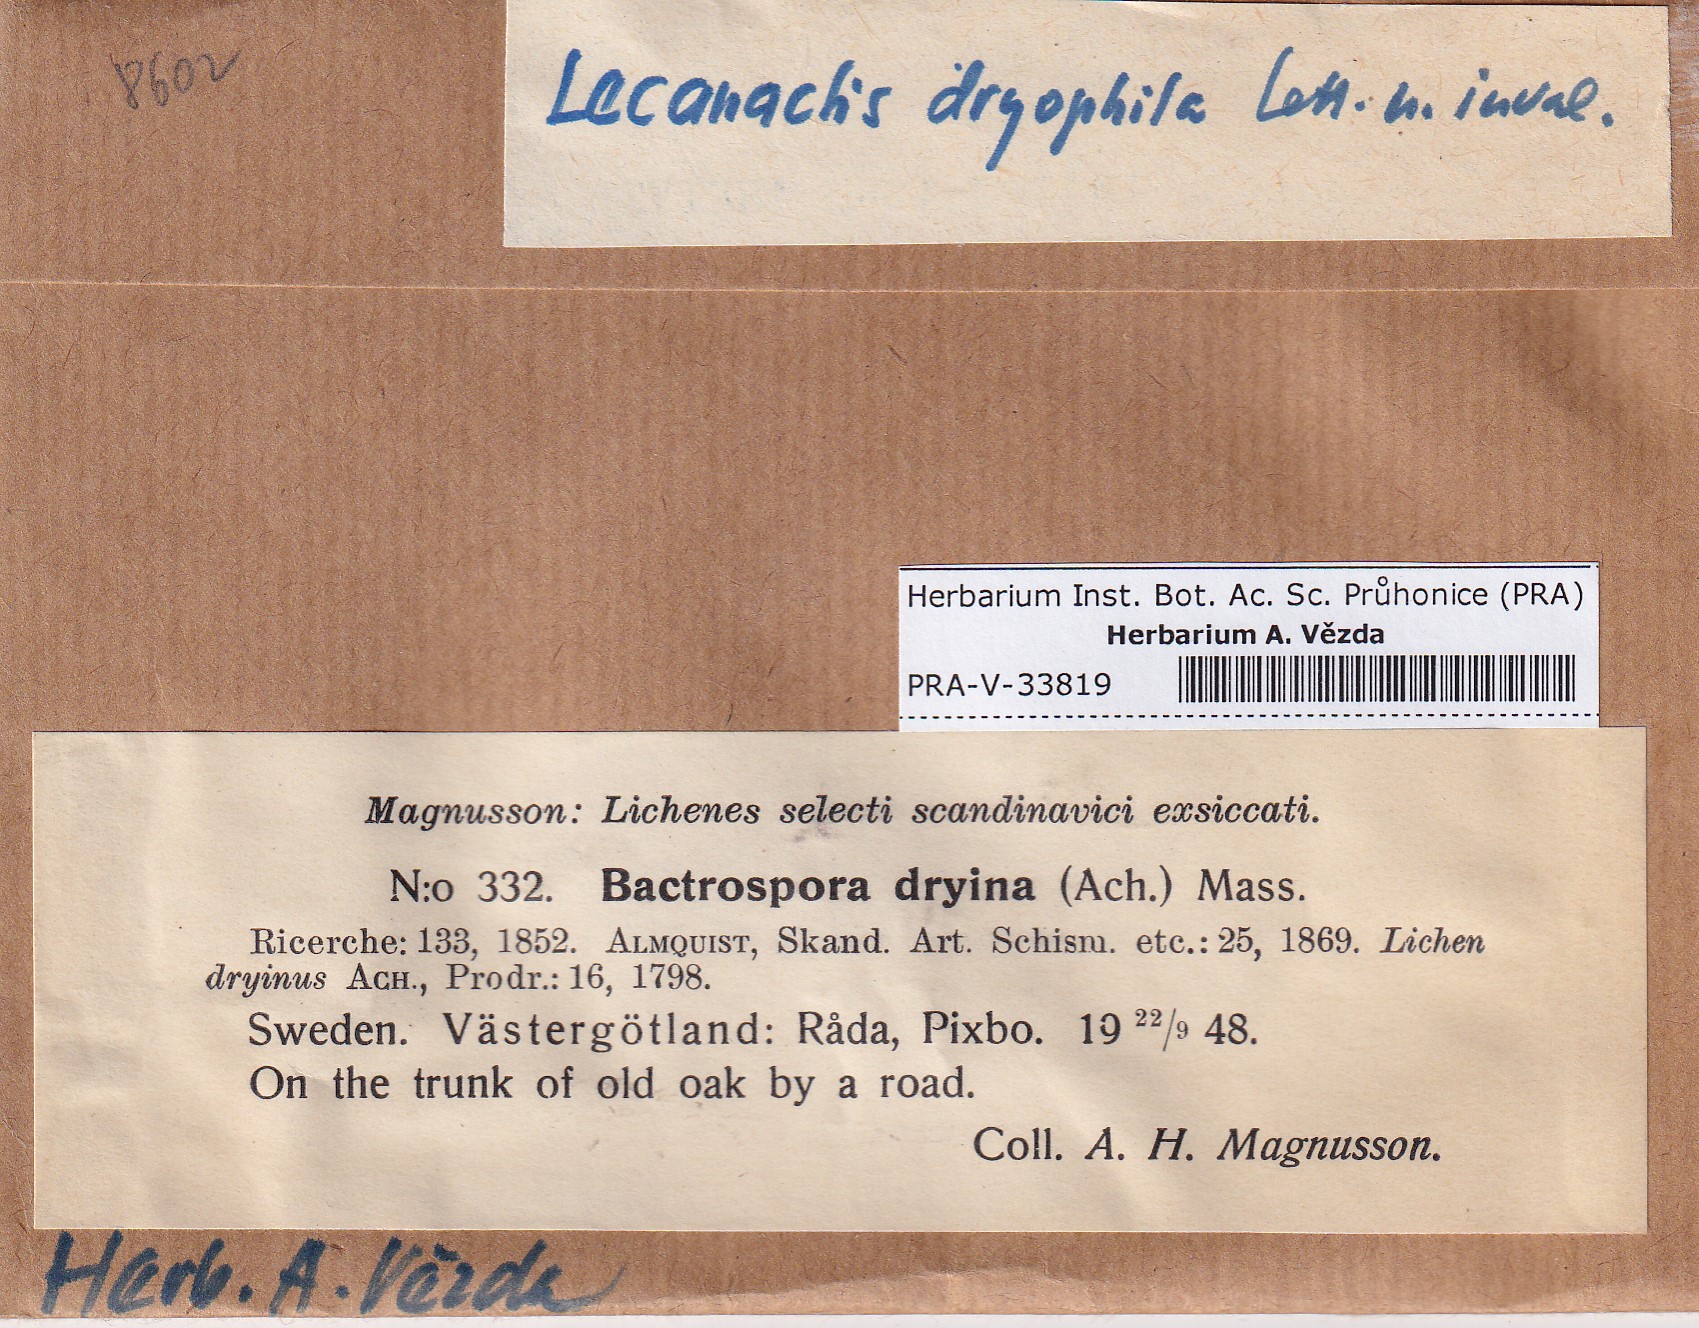 8602
Lecanactis dryophila Lett. n. inval.
Herbarium Inst. Bot. Ac. Sc. Průhonice (PRA)
Herbarium A. Vězda
PRA-V-33819
Magnusson: Lichenes selecti scandinavici exsiccati.
N:o 332. Bactrospora dryina (Ach.) Mass.
Ricerche: 133, 1852. ALMQUIST, Skand. Art. Schism. etc.: 25, 1869. Lichen
dryinus ACH., Prodr.: 16, 1798.
Sweden. Västergötland: Råda, Pixbo. 19 22/9 48.
On the trunk of old oak by a road.
Coll. A. H. Magnusson.
Herb. A. Vězda